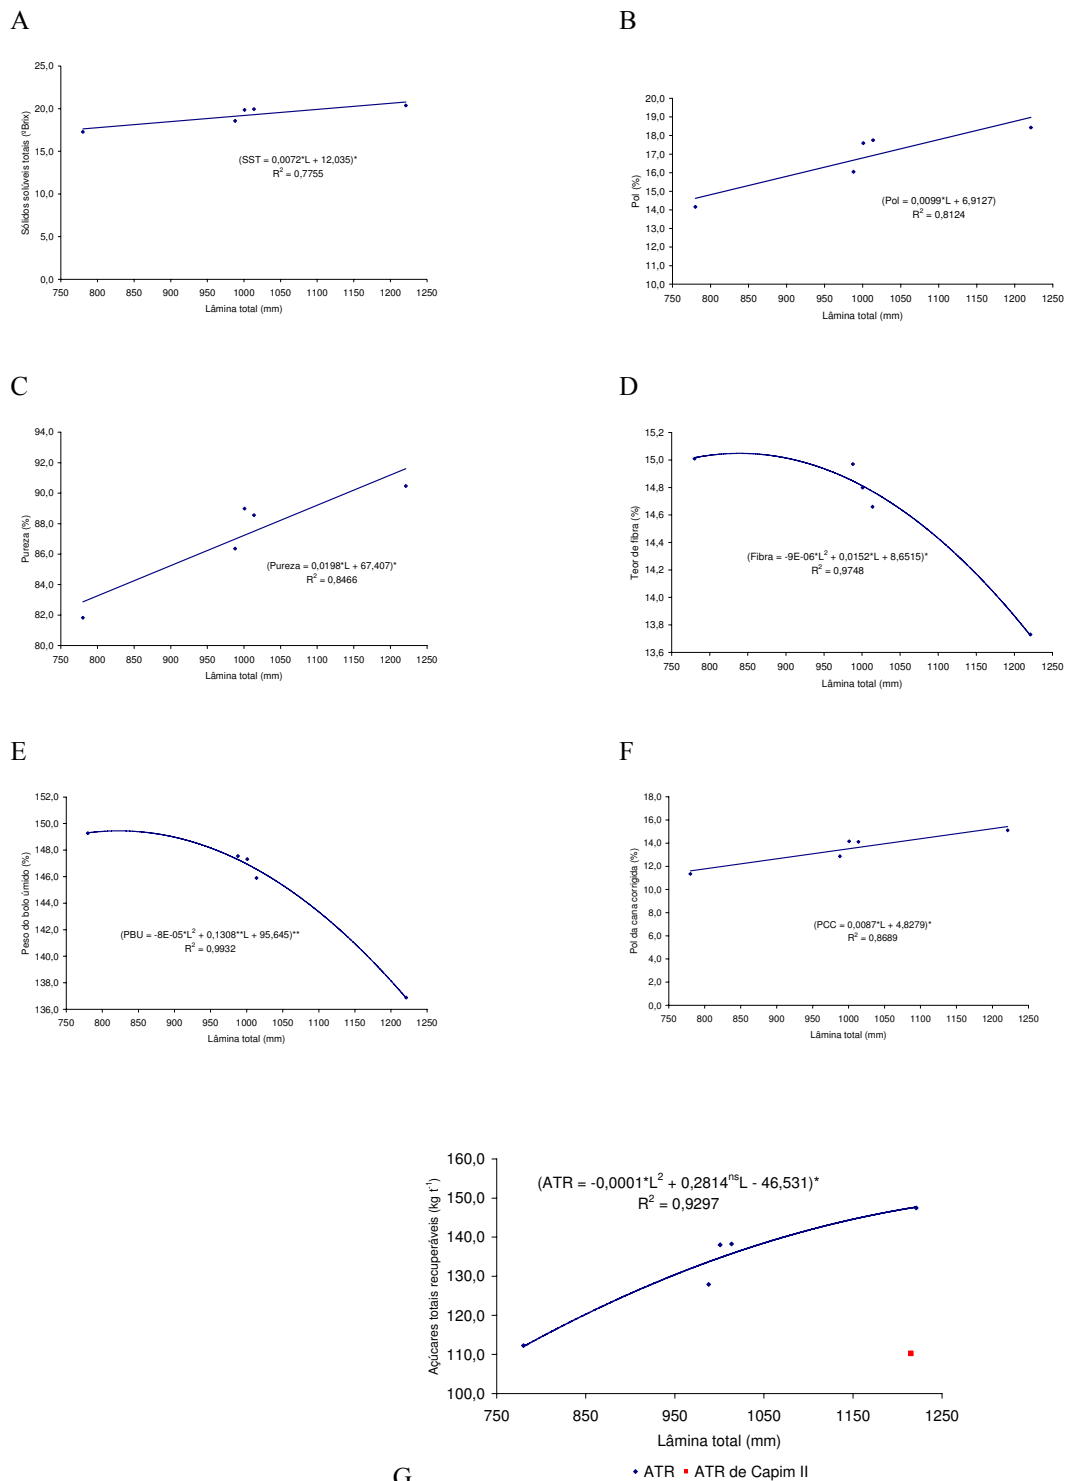 A
25,0
20,0
15,0
10,0
5,0
0,0
Sólidos solúveis totais (ºBrix)
(SST = 0,0072*L + 12,035)*
R² = 0,7755
750 800 850 900 950 1000 1050 1100 1150 1200 1250
Lâmina total (mm)
B
20,0
19,0
18,0
17,0
16,0
15,0
14,0
13,0
12,0
11,0
10,0
Pol (%)
(Pol = 0,0099*L + 6,9127)
R² = 0,8124
750 800 850 900 950 1000 1050 1100 1150 1200 1250
Lâmina total (mm)
C
94,0
92,0
90,0
88,0
86,0
84,0
82,0
80,0
Pureza (%)
(Pureza = 0,0198*L + 67,407)*
R² = 0,8466
750 800 850 900 950 1000 1050 1100 1150 1200 1250
Lâmina total (mm)
D
15,2
15,0
14,8
14,6
14,4
14,2
14,0
13,8
13,6
Teor de fibra (%)
(Fibra = -9E-06*L² + 0,0152*L + 8,6515)*
R² = 0,9748
750 800 850 900 950 1000 1050 1100 1150 1200 1250
Lâmina total (mm)
E
152,0
150,0
148,0
146,0
144,0
142,0
140,0
138,0
136,0
Peso do bolo úmido (%)
(PBU = -8E-05*L² + 0,1308**L + 95,645)**
R² = 0,9932
750 800 850 900 950 1000 1050 1100 1150 1200 1250
Lâmina total (mm)
F
18,0
16,0
14,0
12,0
10,0
8,0
6,0
4,0
2,0
0,0
Pol da cana corrigida (%)
(PCC = 0,0087*L + 4,8279)*
R² = 0,8689
750 800 850 900 950 1000 1050 1100 1150 1200 1250
Lâmina total (mm)
160,0
150,0
140,0
130,0
120,0
110,0
100,0
Açúcares totais recuperáveis (kg t⁻¹)
(ATR = -0,0001*L² + 0,2814ⁿˢL - 46,531)*
R² = 0,9297
750 850 950 1050 1150 1250
Lâmina total (mm)
ATR ATR de Capim II
G